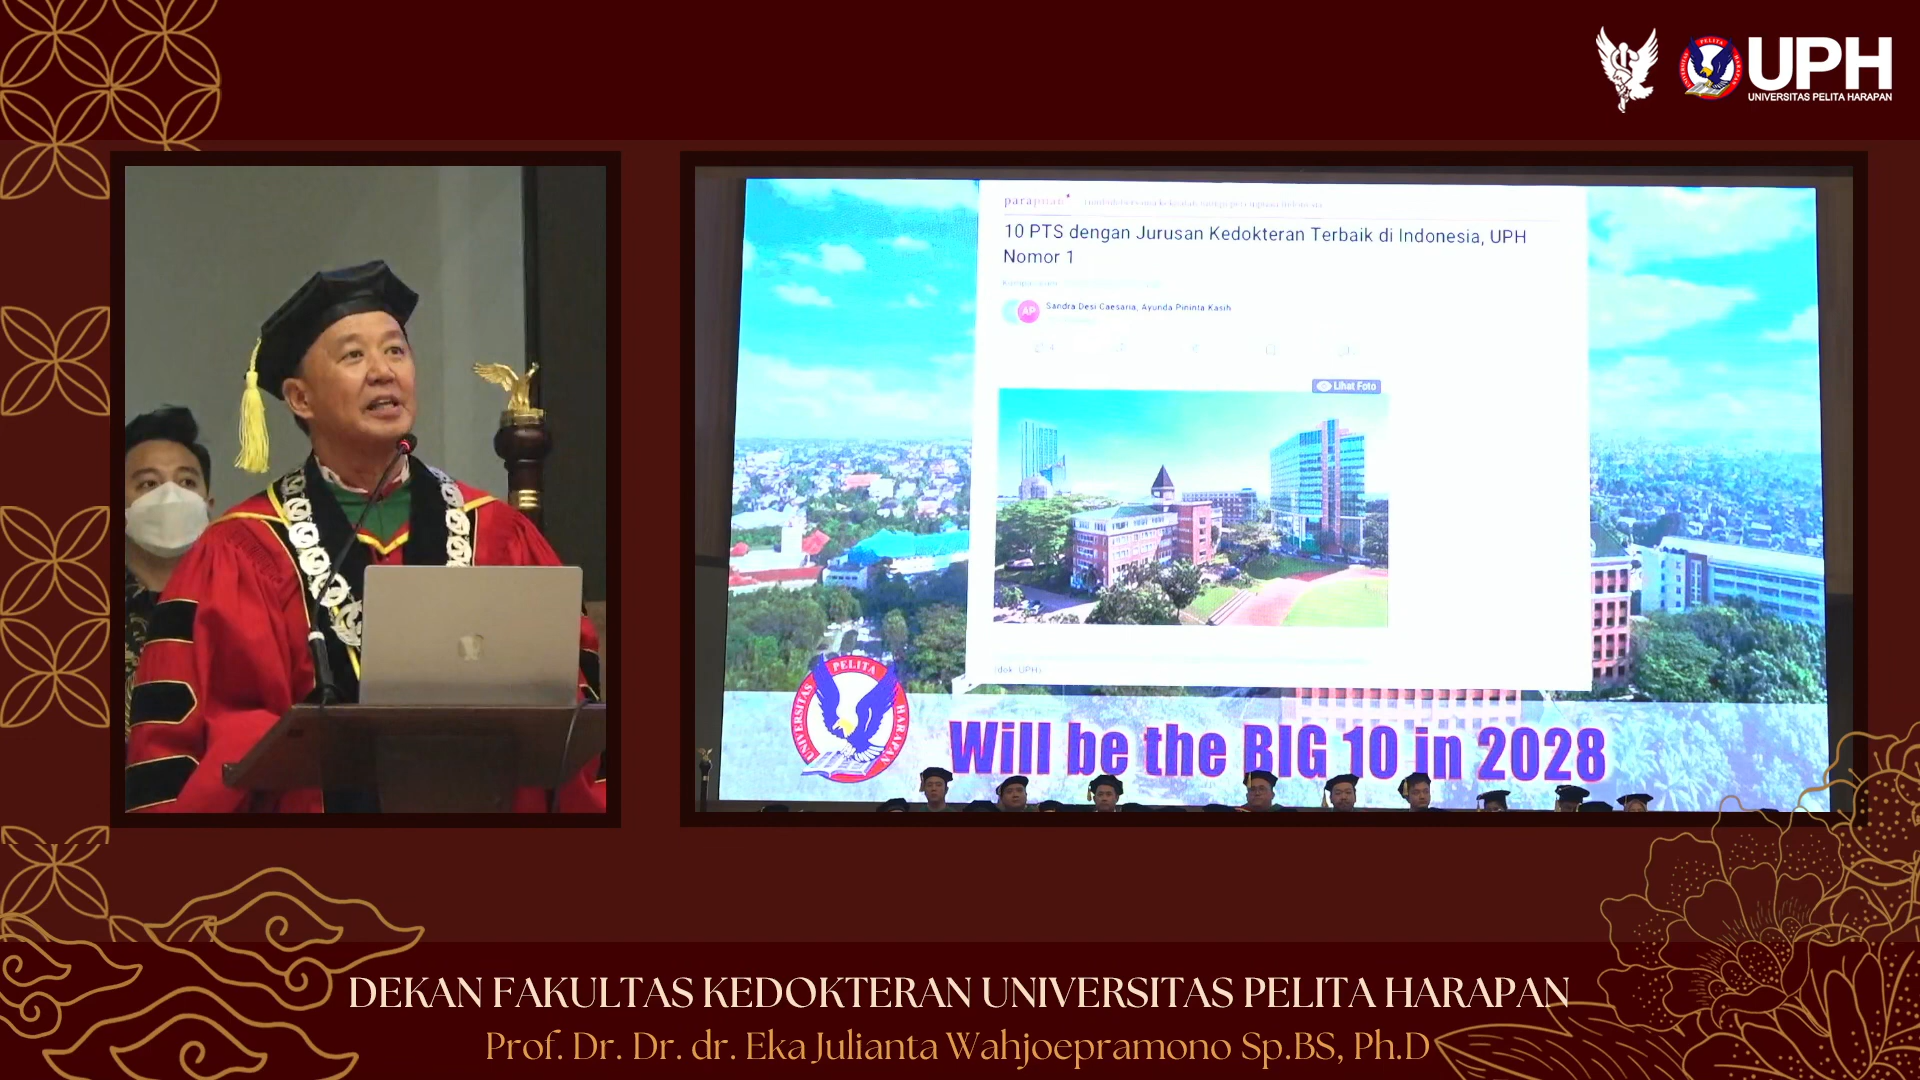 UPH
UNIVERSITAS PELITA HARAPAN
parapuan
10 PTS dengan Jurusan Kedokteran Terbaik di Indonesia, UPH
Nomor 1
AP
Sandra Desi Caesaria, Ayunda Pininta Kasih
Lihat Foto
(dok. UPH)
UNIVERSITAS PELITA HARAPAN
Will be the BIG 10 in 2028
DEKAN FAKULTAS KEDOKTERAN UNIVERSITAS PELITA HARAPAN
Prof. Dr. Dr. dr. Eka Julianta Wahjoepramono Sp.BS, Ph.D